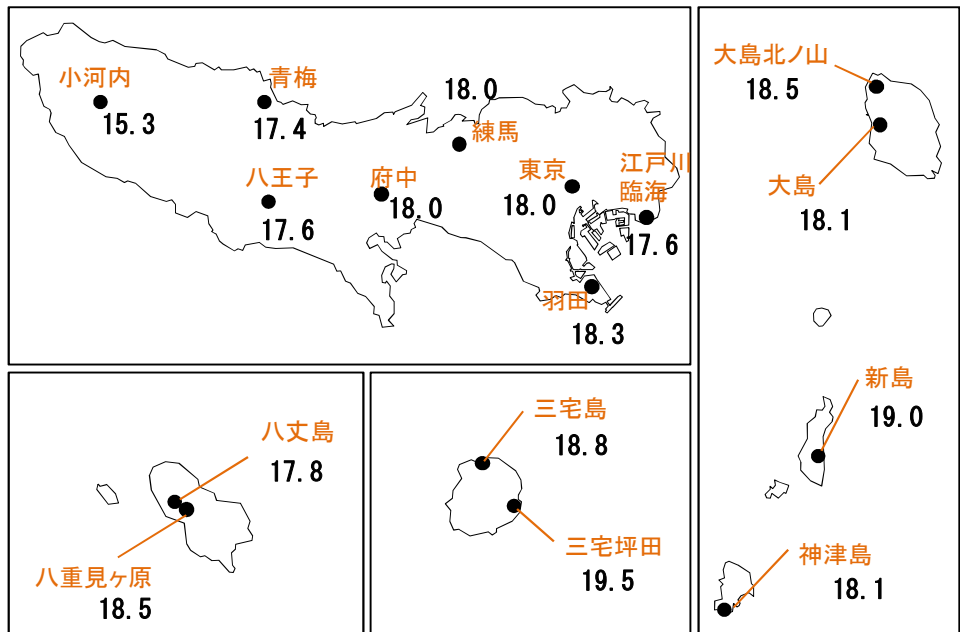 小河内
15.3
青梅
17.4
18.0
練馬
八王子
17.6
府中
18.0
東京
18.0
江戸川
臨海
17.6
羽田
18.3
八丈島
17.8
八重見ヶ原
18.5
三宅島
18.8
三宅坪田
19.5
大島北ノ山
18.5
大島
18.1
新島
19.0
神津島
18.1